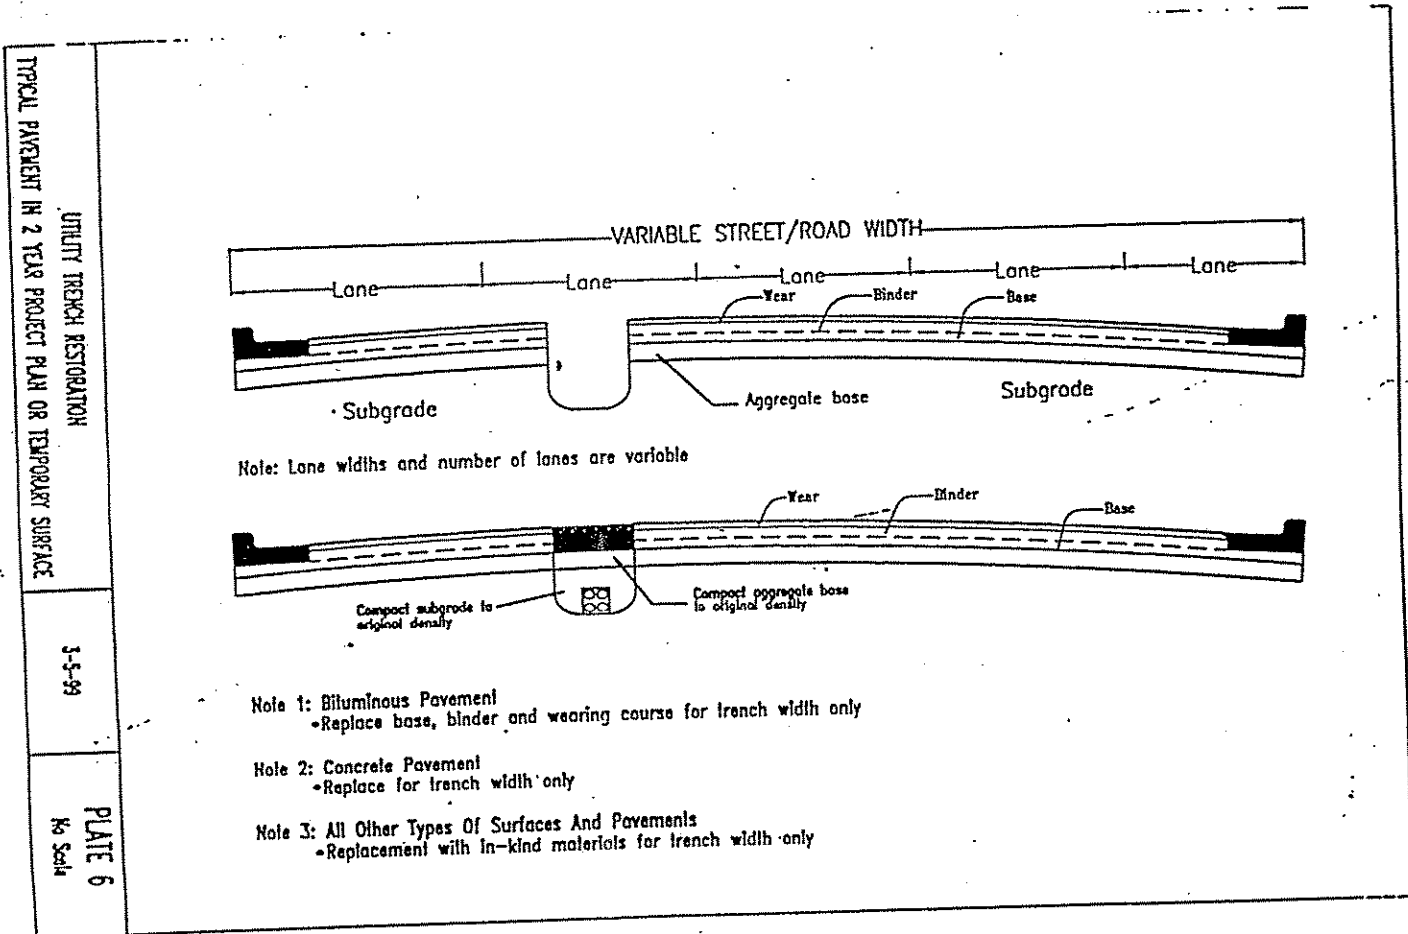 UTILITY TRENCH RESTORATION
TYPICAL PAVEMENT IN 2 YEAR PROJECT PLAN OR TEMPORARY SURFACE
3-5-99
PLATE 6
No Scale
VARIABLE STREET/ROAD WIDTH
Lane Lane Lane Lane Lane
Wear Binder Base
Aggregate base
Subgrade Subgrade
Note: Lane widths and number of lanes are variable
Wear Binder Base
Compact subgrade to
original density
Compact aggregate base
to original density
Note 1: Bituminous Pavement
•Replace base, binder and wearing course for trench width only
Note 2: Concrete Pavement
•Replace for trench width only
Note 3: All Other Types Of Surfaces And Pavements
•Replacement with in-kind materials for trench width only